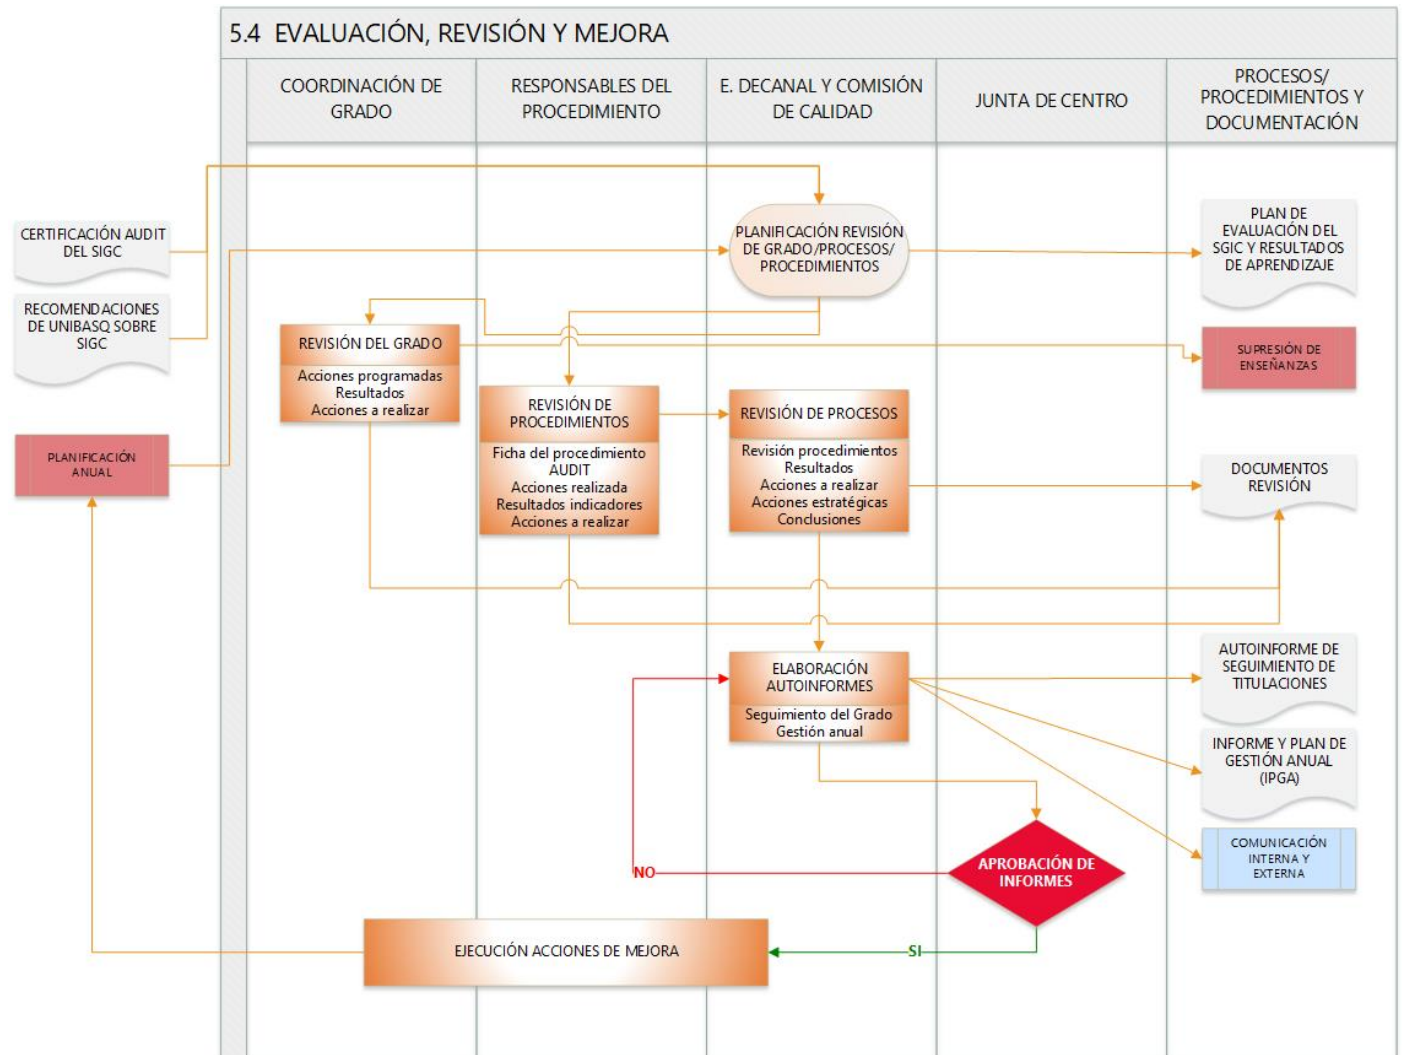 5.4 EVALUACIÓN, REVISIÓN Y MEJORA
COORDINACIÓN DE
GRADO
RESPONSABLES DEL
PROCEDIMIENTO
E. DECANAL Y COMISIÓN
DE CALIDAD
JUNTA DE CENTRO
PROCESOS/
PROCEDIMIENTOS Y
DOCUMENTACIÓN
CERTIFICACIÓN AUDIT
DEL SIGC
RECOMENDACIONES
DE UNIBASQ SOBRE
SIGC
PLANIFICACIÓN
ANUAL
PLANIFICACIÓN REVISIÓN
DE GRADO/PROCESOS/
PROCEDIMIENTOS
PLAN DE
EVALUACIÓN DEL
SGIC Y RESULTADOS
DE APRENDIZAJE
REVISIÓN DEL GRADO
Acciones programadas
Resultados
Acciones a realizar
SUPRESIÓN DE
ENSEÑANZAS
REVISIÓN DE
PROCEDIMIENTOS
Ficha del procedimiento
AUDIT
Acciones realizada
Resultados indicadores
Acciones a realizar
REVISIÓN DE PROCESOS
Revisión procedimientos
Resultados
Acciones a realizar
Acciones estratégicas
Conclusiones
DOCUMENTOS
REVISIÓN
ELABORACIÓN
AUTOINFORMES
Seguimiento del Grado
Gestión anual
AUTOINFORME DE
SEGUIMIENTO DE
TITULACIONES
INFORME Y PLAN DE
GESTIÓN ANUAL
(IPGA)
COMUNICACIÓN
INTERNA Y
EXTERNA
APROBACIÓN DE
INFORMES
NO
SI
EJECUCIÓN ACCIONES DE MEJORA